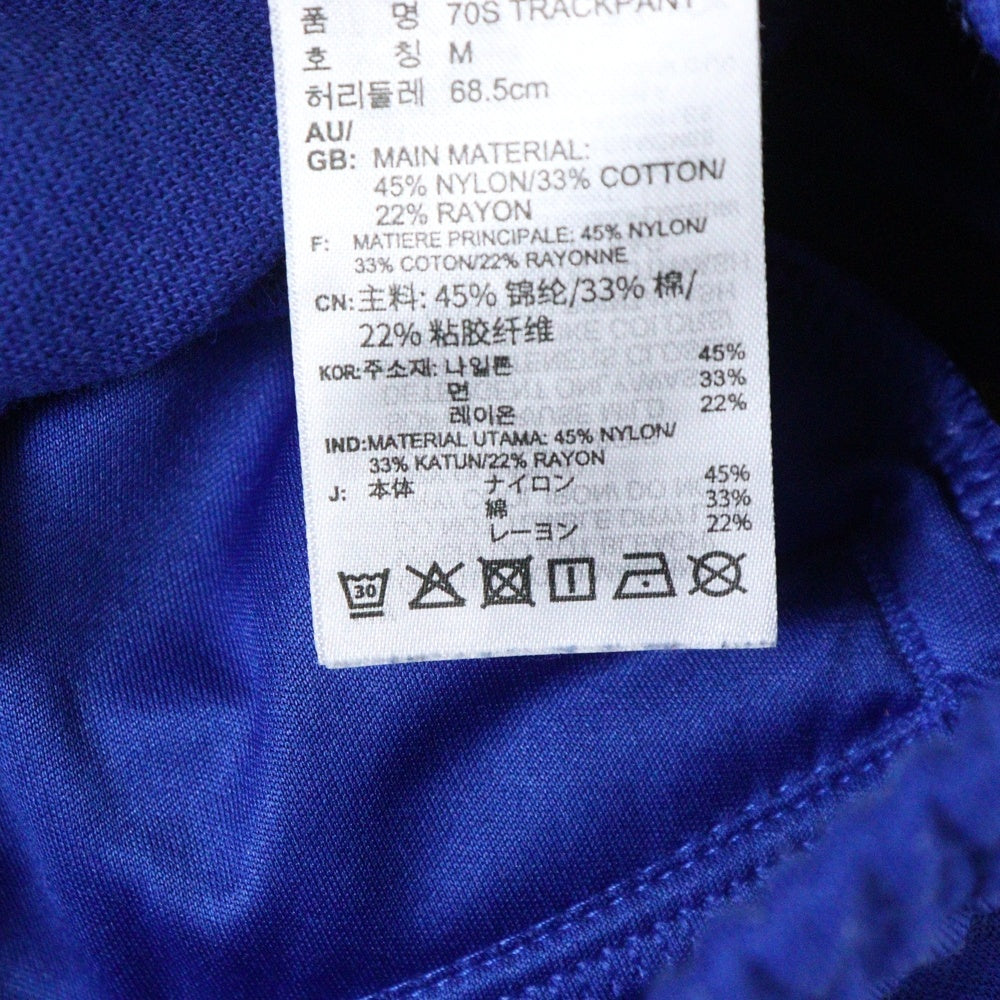 품 명 70S TRACKPANT
호 칭 M
허리둘레 68.5cm
AU/
GB: MAIN MATERIAL:
45% NYLON/33% COTTON/
22% RAYON
F: MATIERE PRINCIPALE: 45% NYLON/
33% COTON/22% RAYONNE
CN: 主料: 45% 锦纶/33% 棉/
22% 粘胶纤维
KOR: 주소재: 나일론 45%
면 33%
레이온 22%
IND: MATERIAL UTAMA: 45% NYLON/
33% KATUN/22% RAYON
J: 本体 ナイロン 45%
綿 33%
レーヨン 22%
30